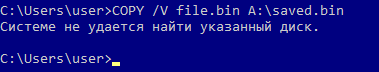 C:\Users\user>COPY /V file.bin A:\saved.bin
Системе не удается найти указанный диск.
C:\Users\user>